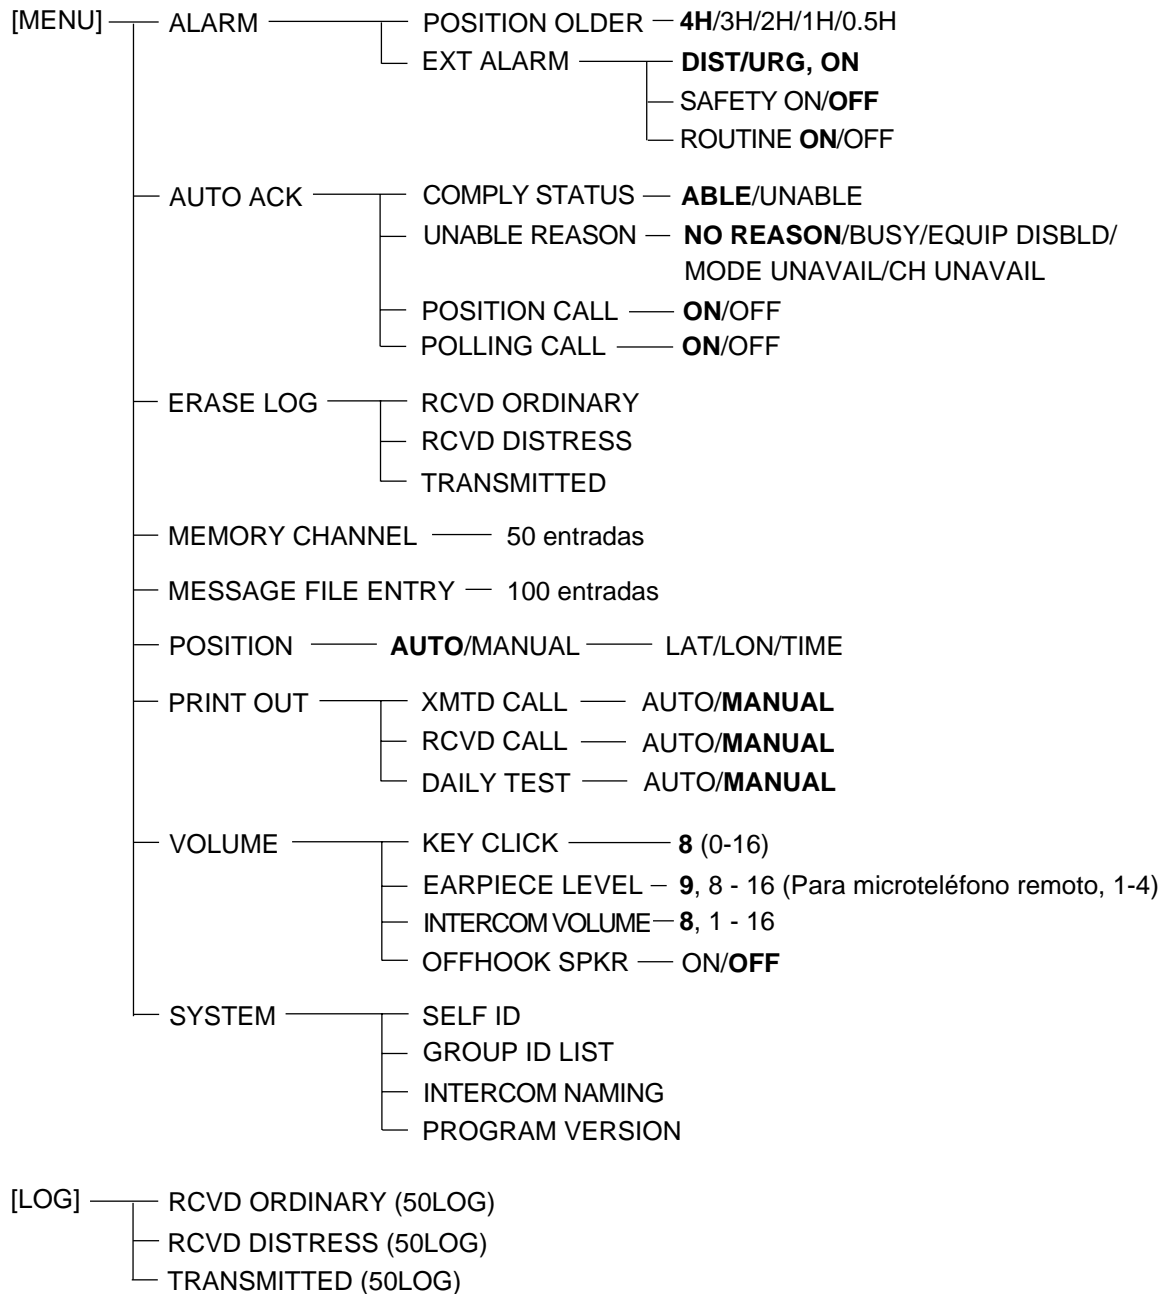 [MENU] ALARM POSITION OLDER 4H/3H/2H/1H/0.5H
EXT ALARM DIST/URG, ON
SAFETY ON/OFF
ROUTINE ON/OFF
AUTO ACK COMPLY STATUS ABLE/UNABLE
UNABLE REASON NO REASON/BUSY/EQUIP DISBLD/
MODE UNAVAIL/CH UNAVAIL
POSITION CALL ON/OFF
POLLING CALL ON/OFF
ERASE LOG RCVD ORDINARY
RCVD DISTRESS
TRANSMITTED
MEMORY CHANNEL 50 entradas
MESSAGE FILE ENTRY 100 entradas
POSITION AUTO/MANUAL LAT/LON/TIME
PRINT OUT XMTD CALL AUTO/MANUAL
RCVD CALL AUTO/MANUAL
DAILY TEST AUTO/MANUAL
VOLUME KEY CLICK 8 (0-16)
EARPIECE LEVEL 9, 8 - 16 (Para microteléfono remoto, 1-4)
INTERCOM VOLUME 8, 1 - 16
OFFHOOK SPKR ON/OFF
SYSTEM SELF ID
GROUP ID LIST
INTERCOM NAMING
PROGRAM VERSION
[LOG] RCVD ORDINARY (50LOG)
RCVD DISTRESS (50LOG)
TRANSMITTED (50LOG)